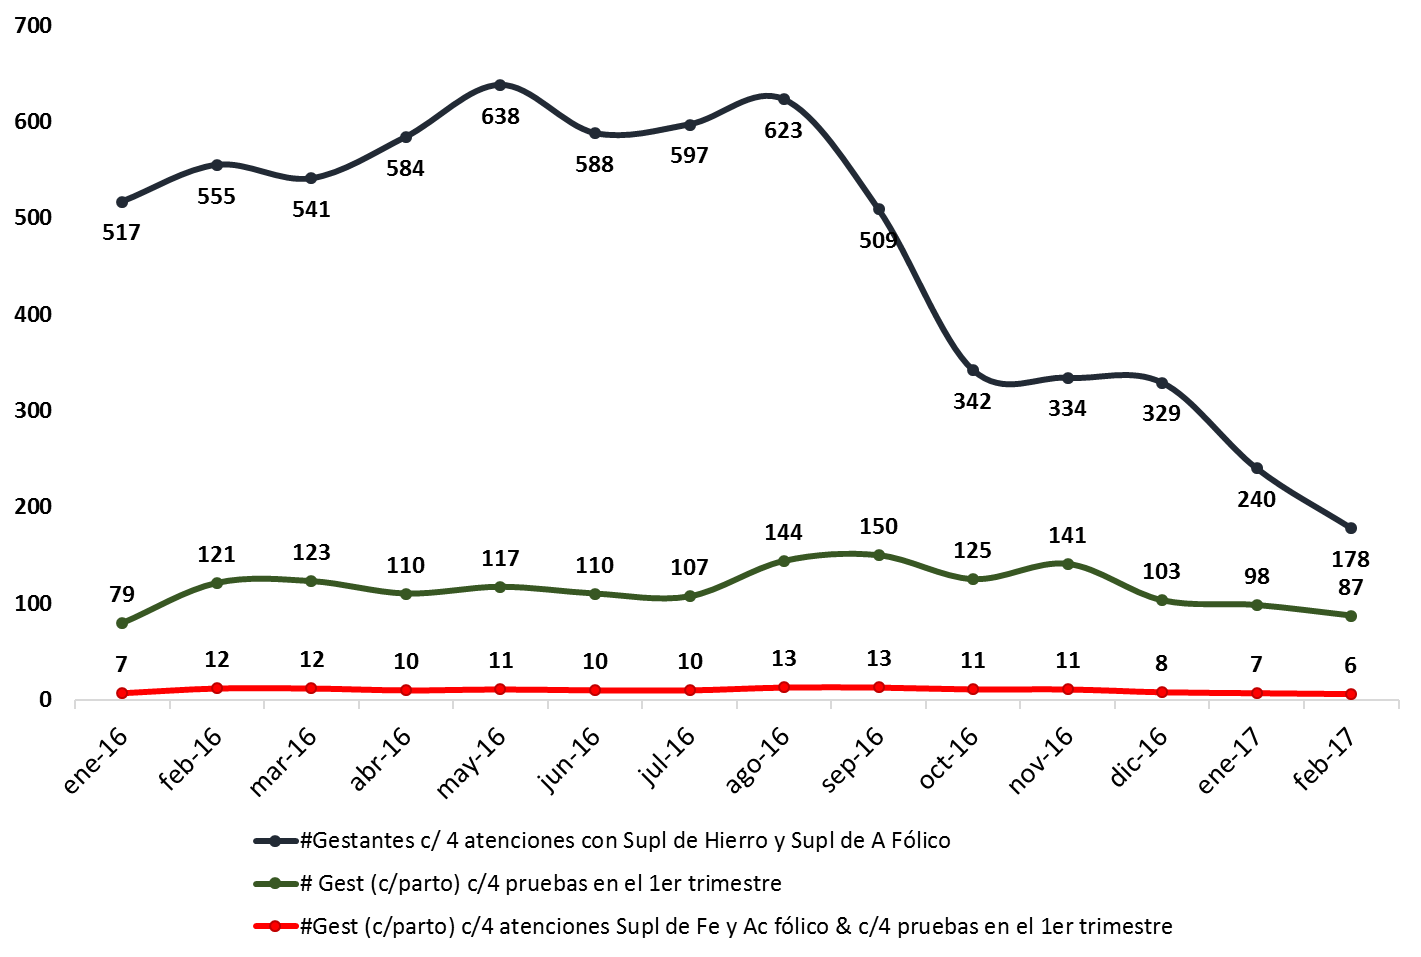 700
600
500
400
300
200
100
0
517
555
541
584
638
588
597
623
509
342
334
329
240
178
79
121
123
110
117
110
107
144
150
125
141
103
98
87
7
12
12
10
11
10
10
13
13
11
11
8
7
6
ene-16
feb-16
mar-16
abr-16
may-16
jun-16
jul-16
ago-16
sep-16
oct-16
nov-16
dic-16
ene-17
feb-17
#Gestantes c/ 4 atenciones con Supl de Hierro y Supl de A Fólico
# Gest (c/parto) c/4 pruebas en el 1er trimestre
#Gest (c/parto) c/4 atenciones Supl de Fe y Ac fólico & c/4 pruebas en el 1er trimestre